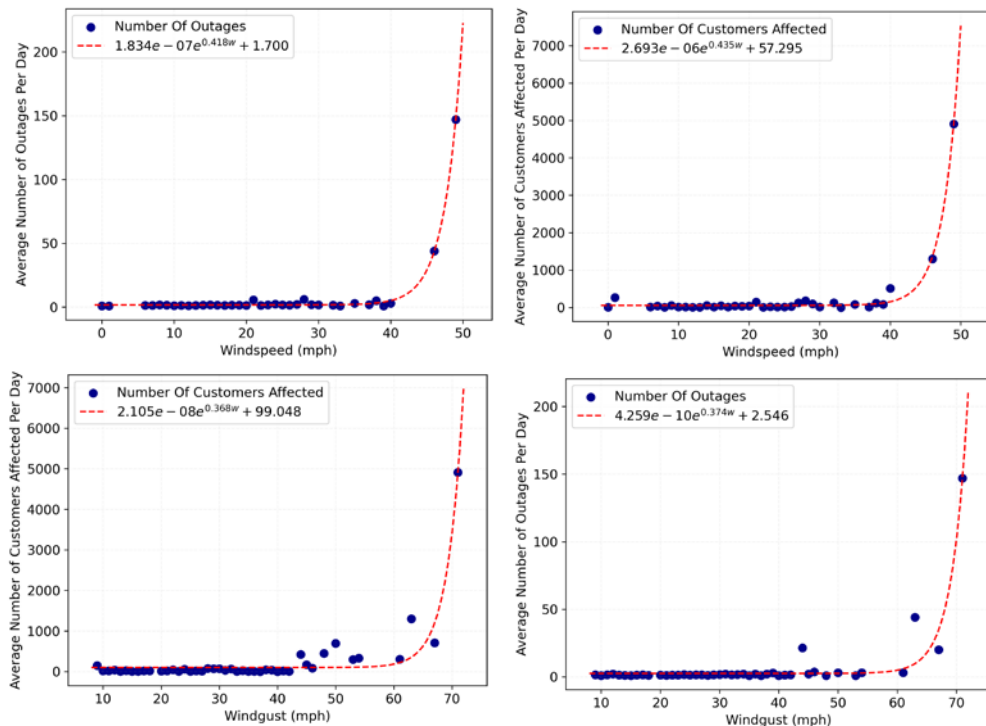 Average Number of Outages Per Day
200
150
100
50
0
Number Of Outages
1.834e − 07e^{0.418w} + 1.700
0 10 20 30 40 50
Windspeed (mph)
Average Number of Customers Affected Per Day
7000
6000
5000
4000
3000
2000
1000
0
Number Of Customers Affected
2.693e − 06e^{0.435w} + 57.295
0 10 20 30 40 50
Windspeed (mph)
Average Number of Customers Affected Per Day
7000
6000
5000
4000
3000
2000
1000
0
Number Of Customers Affected
2.105e − 08e^{0.368w} + 99.048
10 20 30 40 50 60 70
Windgust (mph)
Average Number of Outages Per Day
200
150
100
50
0
Number Of Outages
4.259e − 10e^{0.374w} + 2.546
10 20 30 40 50 60 70
Windgust (mph)